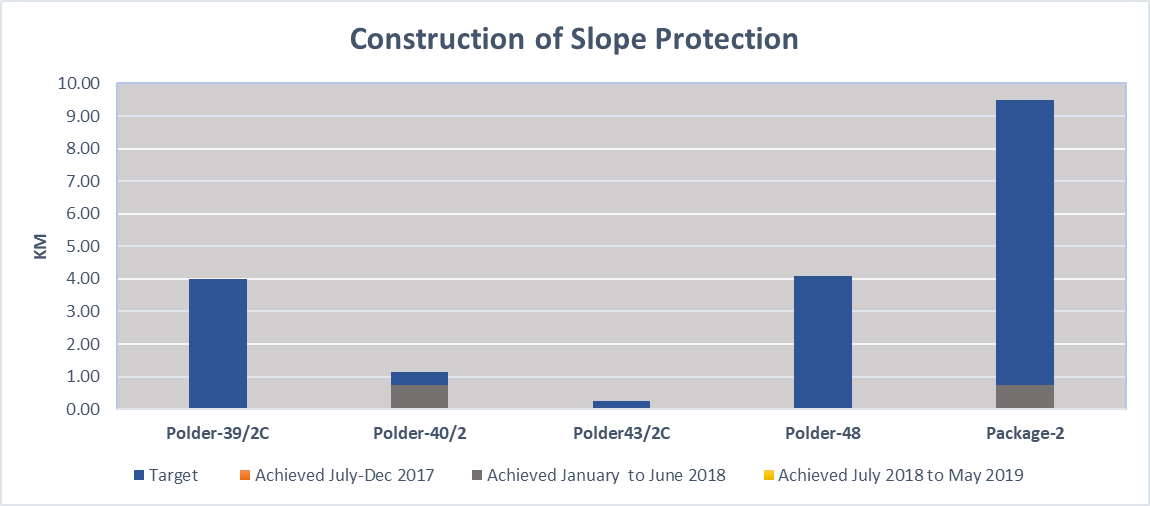 Construction of Slope Protection
10.00
9.00
8.00
7.00
6.00
5.00
4.00
3.00
2.00
1.00
0.00
KM
Polder-39/2C Polder-40/2 Polder43/2C Polder-48 Package-2
Target Achieved July-Dec 2017 Achieved January  to June 2018 Achieved July 2018 to May 2019